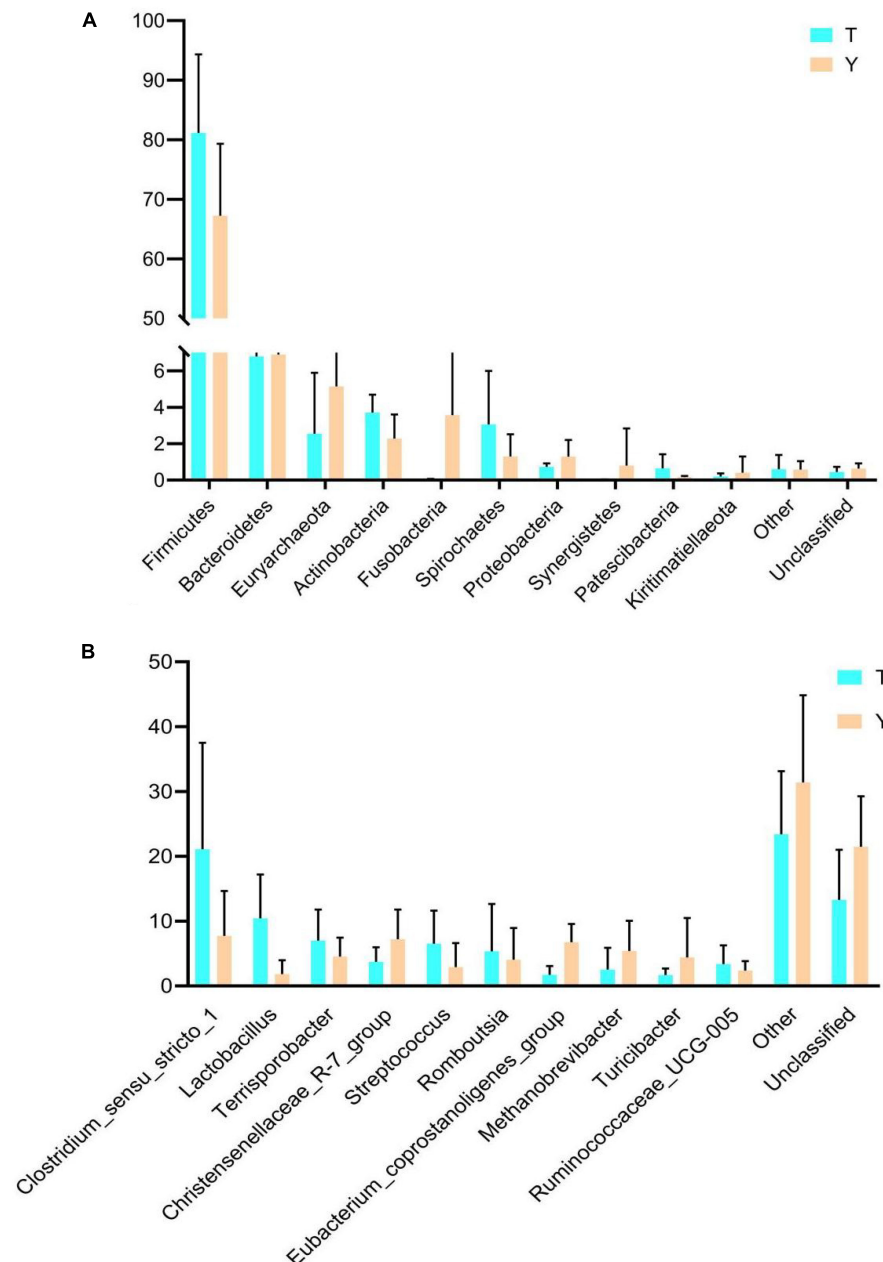 A
100
90
80
70
60
50
6
4
2
0
T
Y
Firmicutes
Bacteroidetes
Euryarchaeota
Actinobacteria
Fusobacteria
Spirochaetes
Proteobacteria
Synergistetes
Patescibacteria
Kiritimatiellaeota
Other
Unclassified
B
50
40
30
20
10
0
T
Y
Clostridium_sensu_stricto_1
Lactobacillus
Terrisporobacter
Christensenellaceae_R-7_group
Streptococcus
Romboutsia
Eubacterium_coprostanoligenes_group
Methanobrevibacter
Turicibacter
Ruminococcaceae_UCG-005
Other
Unclassified